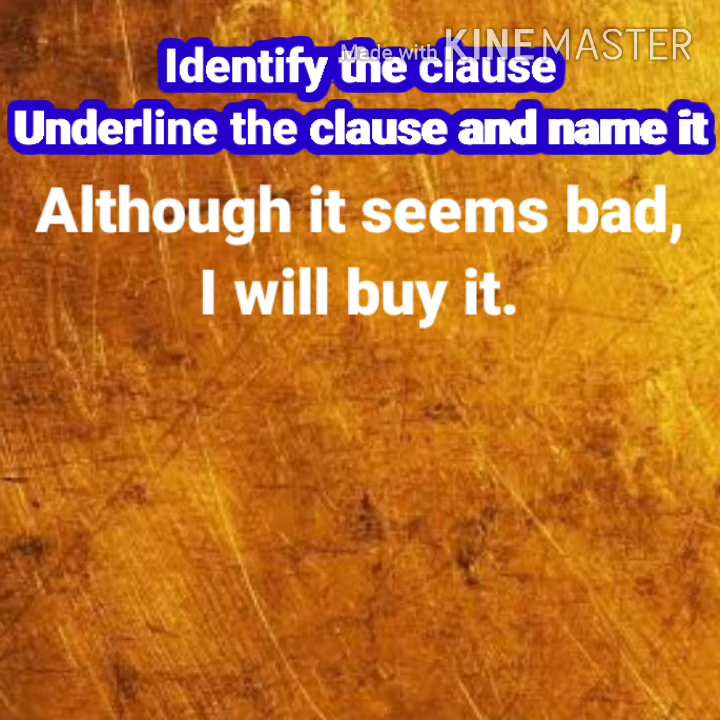 Made with KINEMASTER
Identify the clause
Underline the clause and name it
Although it seems bad,
I will buy it.